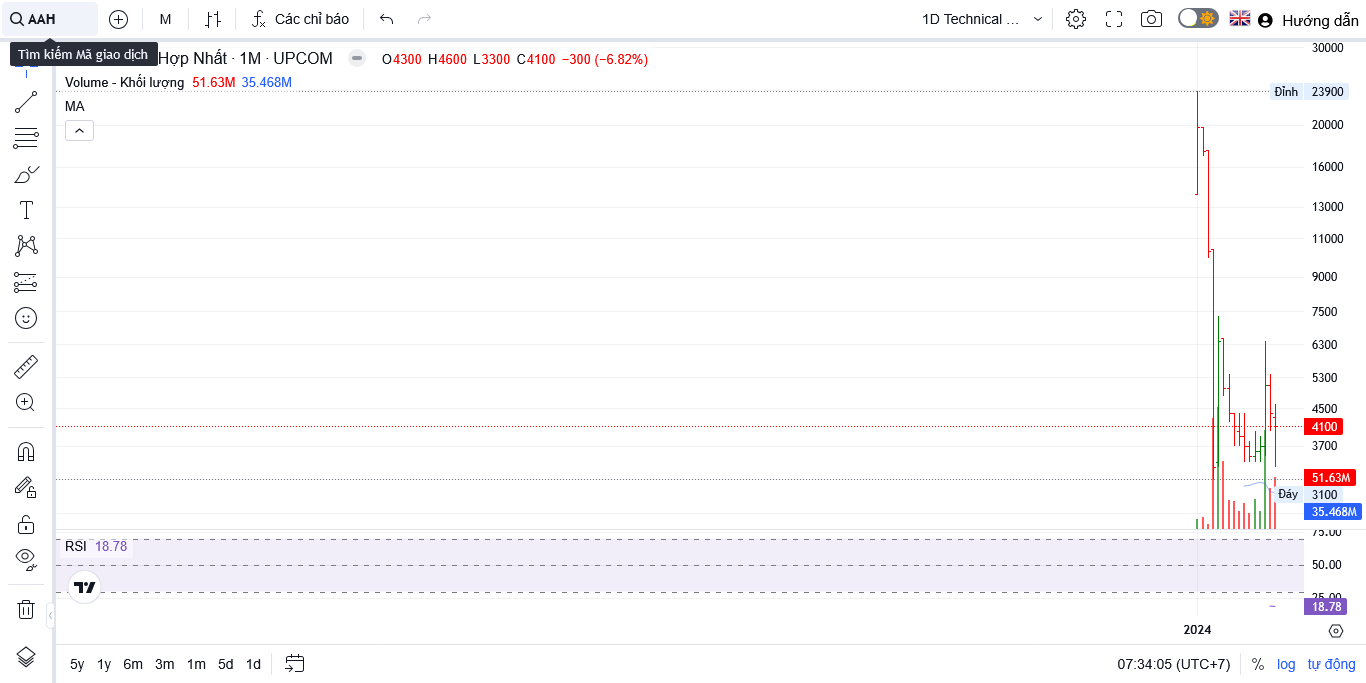 AAH M Các chỉ báo 1D Technical ... Hướng dẫn
Tìm kiếm Mã giao dịch
Hợp Nhất · 1M · UPCOM O4300 H4600 L3300 C4100 −300 (−6.82%)
Volume - Khối lượng 51.63M 35.468M
MA
30000
Đỉnh 23900
20000
16000
13000
11000
9000
7500
6300
5300
4500
4100
3700
51.63M
Đáy 3100
35.468M
RSI 18.78
75.00
50.00
25.00
18.78
2024
5y 1y 6m 3m 1m 5d 1d 07:34:05 (UTC+7) % log tự động